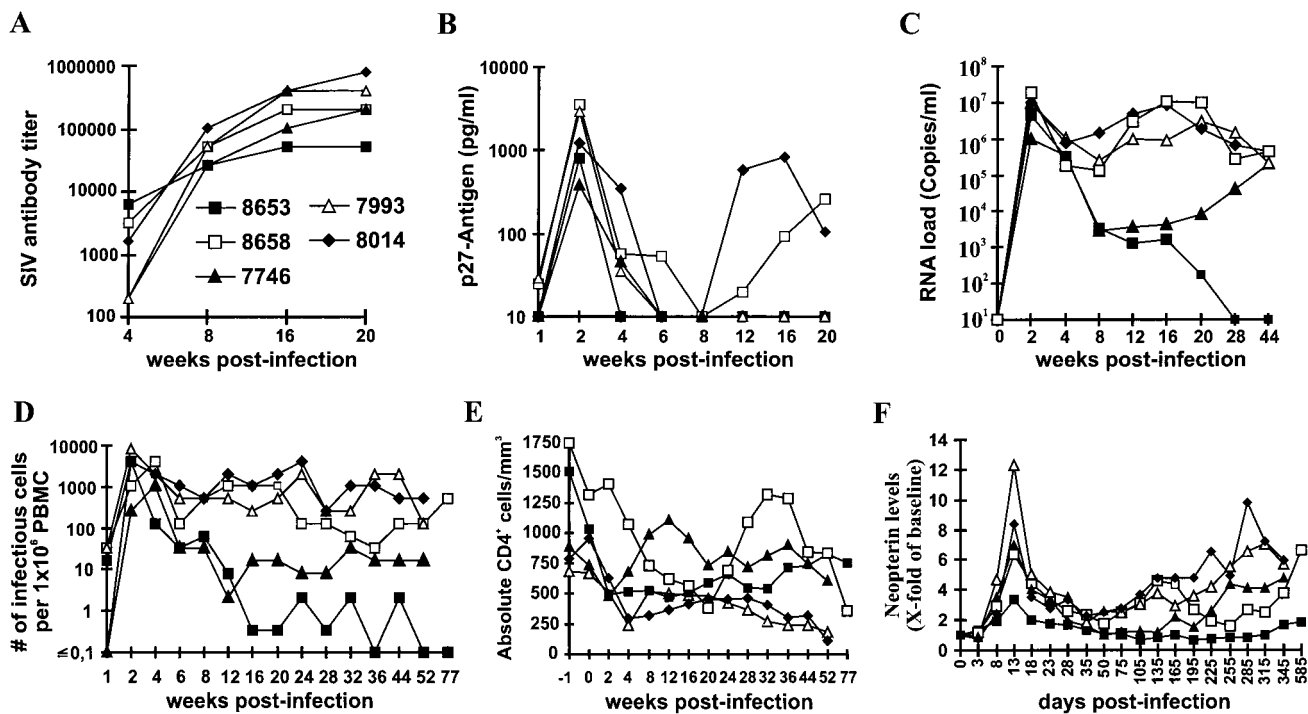 A
SIV antibody titer
1000000
100000
10000
1000
100
8653
7993
8658
8014
7746
4 8 16 20
weeks post-infection
B
p27-Antigen (pg/ml)
10000
1000
100
10
1 2 4 6 8 12 16 20
weeks post-infection
C
RNA load (Copies/ml)
10⁸
10⁷
10⁶
10⁵
10⁴
10³
10²
10¹
0 2 4 8 12 16 20 28 44
weeks post-infection
D
# of infectious cells
per 1x10⁶ PBMC
10000
1000
100
10
1
≦0,1
1 2 4 6 8 12 16 20 24 28 32 36 44 52 77
weeks post-infection
E
Absolute CD4⁺ cells/mm³
1750
1500
1250
1000
750
500
250
0
-1 0 2 4 8 12 16 20 24 28 32 36 44 52 77
weeks post-infection
F
Neopterin levels
(X-fold of baseline)
14
12
10
8
6
4
2
0
0 3 8 13 18 23 28 35 50 75 105 135 165 195 225 255 285 315 345 585
days post-infection